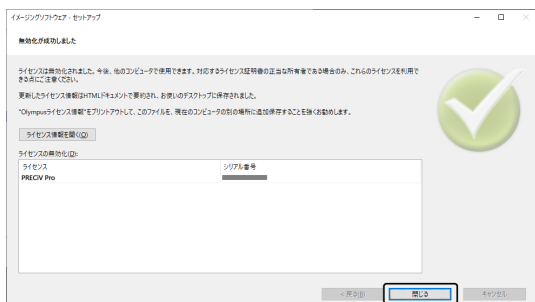 イメージングソフトウェア - セットアップ
無効化が成功しました
ライセンスは無効化されました。今後、他のコンピュータで使用できます。対応するライセンス証明書の正当な所有者である場合のみ、これらのライセンスを利用で
きる点にご注意ください。
更新したライセンス情報はHTMLドキュメントで要約され、お使いのデスクトップに保存されました。
"Olympusライセンス情報"をプリントアウトして、このファイルを、現在のコンピュータの別の場所に追加保存することを強くお勧めします。
ライセンス情報を開く(O)
ライセンスの無効化(D):
ライセンス シリアル番号
PRECiV Pro
< 戻る(B) 閉じる キャンセル